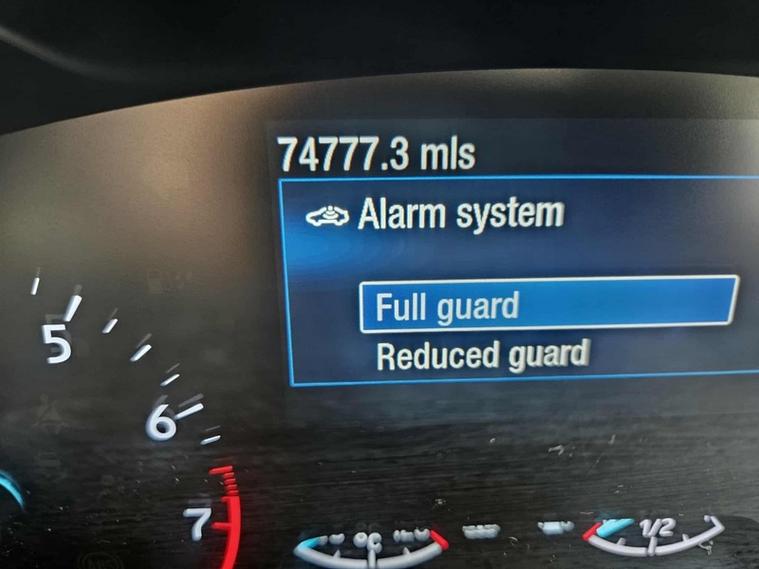 74777.3 mls
Alarm system
Full guard
Reduced guard
5
6
7
1/2